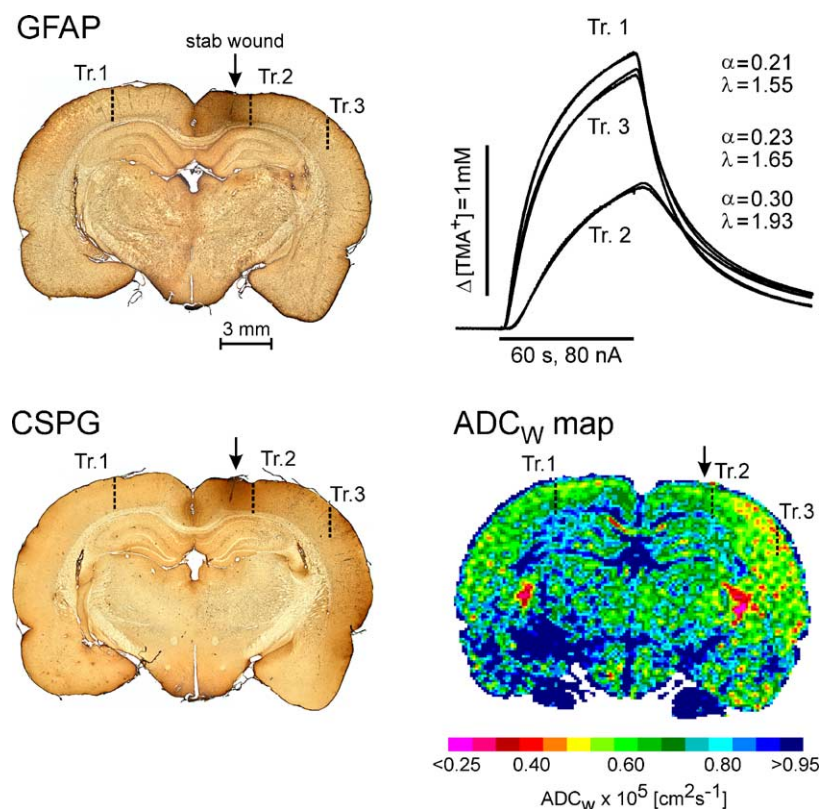 GFAP
stab wound
Tr.1
Tr.2
Tr.3
3 mm
Tr. 1
α=0.21
λ=1.55
Tr. 3
α=0.23
λ=1.65
α=0.30
λ=1.93
Tr. 2
Δ[TMA⁺]=1mM
60 s, 80 nA
CSPG
Tr.1
Tr.2
Tr.3
ADC_W map
Tr.1
Tr.2
Tr.3
<0.25 0.40 0.60 0.80 >0.95
ADC_W x 10⁵ [cm²s⁻¹]